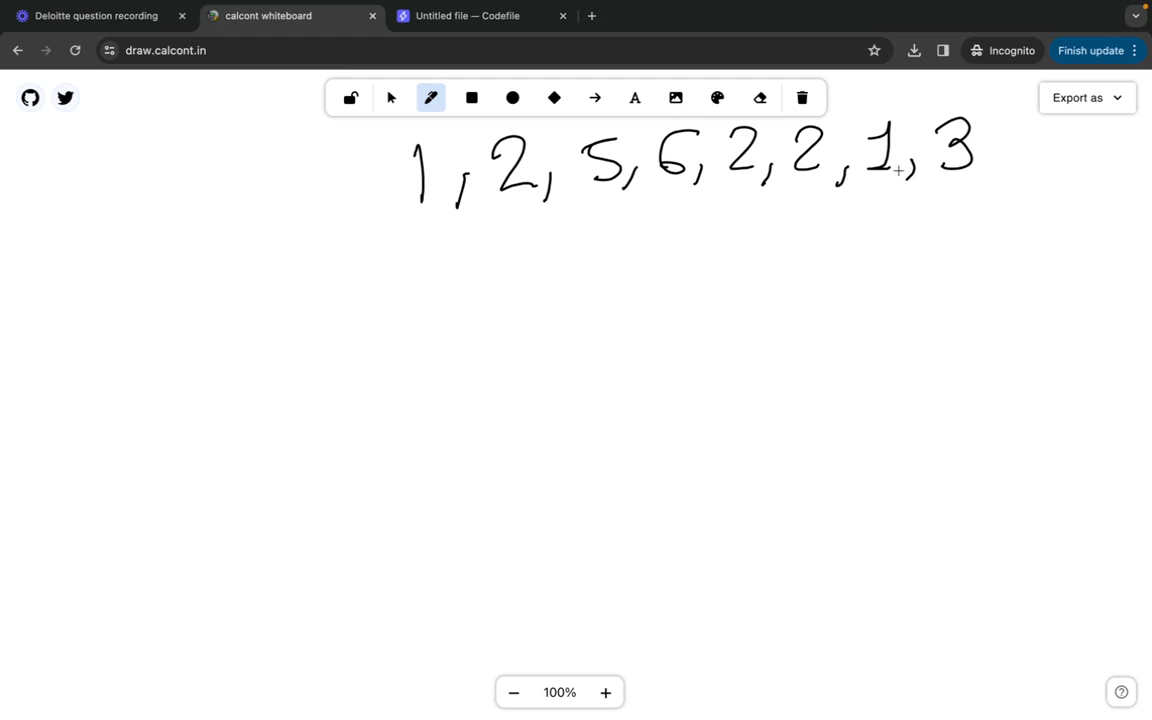 Deloitte question recording
calcont whiteboard
Untitled file — Codefile
draw.calcont.in
Incognito
Finish update
A
Export as
1, 2, 5, 6, 2, 2, 1, 3
− 100% +